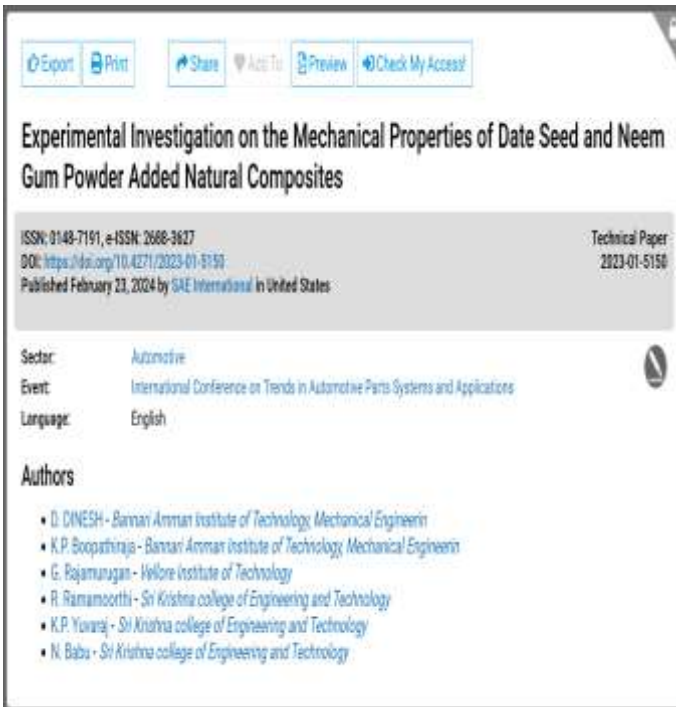 Export Print Share Add To Preview Check My Access!
Experimental Investigation on the Mechanical Properties of Date Seed and Neem
Gum Powder Added Natural Composites
ISSN: 0148-7191, e-ISSN: 2688-3627 Technical Paper
DOI: https://doi.org/10.4271/2023-01-5150 2023-01-5150
Published February 23, 2024 by SAE International in United States
Sector: Automotive
Event: International Conference on Trends in Automotive Parts Systems and Applications
Language: English
Authors
• D. DINESH - Bannari Amman Institute of Technology, Mechanical Engineerin
• K.P. Boopathiraja - Bannari Amman Institute of Technology, Mechanical Engineerin
• G. Rajamurugan - Vellore Institute of Technology
• R. Ramamoorthi - Sri Krishna college of Engineering and Technology
• K.P. Yuvaraj - Sri Krishna college of Engineering and Technology
• N. Babu - Sri Krishna college of Engineering and Technology